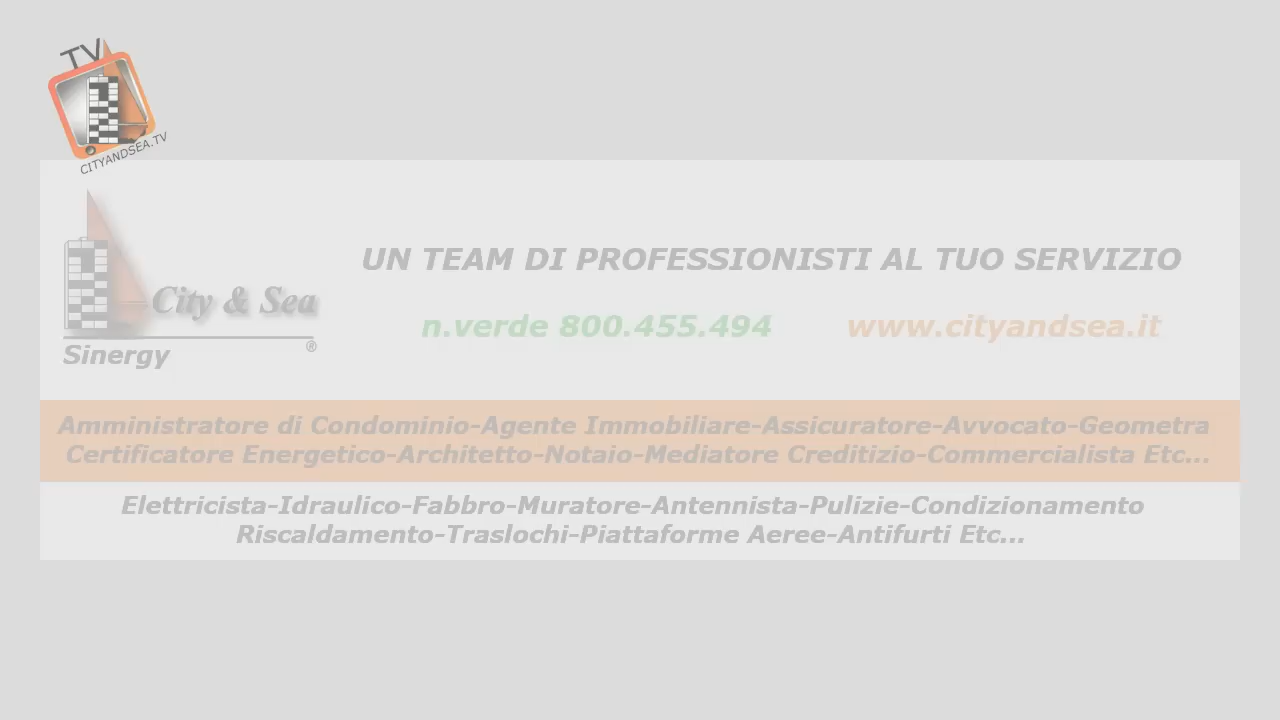 TV
CITYANDSEA.TV
UN TEAM DI PROFESSIONISTI AL TUO SERVIZIO
City & Sea
n.verde 800.455.494 www.cityandsea.it
Sinergy ®
Amministratore di Condominio-Agente Immobiliare-Assicuratore-Avvocato-Geometra
Certificatore Energetico-Architetto-Notaio-Mediatore Creditizio-Commercialista Etc...
Elettricista-Idraulico-Fabbro-Muratore-Antennista-Pulizie-Condizionamento
Riscaldamento-Traslochi-Piattaforme Aeree-Antifurti Etc...